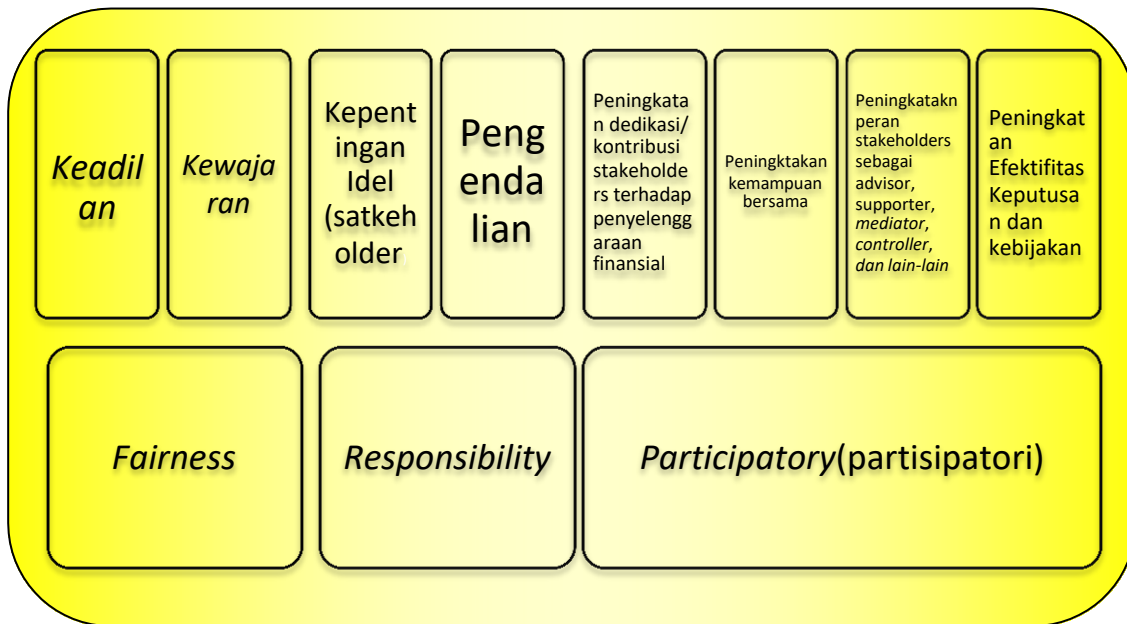 Keadil
an
Kewaja
ran
Kepent
ingan
Idel
(satkeh
older
Peng
enda
lian
Peningkata
n dedikasi/
kontribusi
stakeholde
rs terhadap
penyelengg
araan
finansial
Peningktakan
kemampuan
bersama
Peningkatakn
peran
stakeholders
sebagai
advisor,
supporter,
mediator,
controller,
dan lain-lain
Peningkat
an
Efektifitas
Keputusa
n dan
kebijakan
Fairness
Responsibility
Participatory(partisipatori)